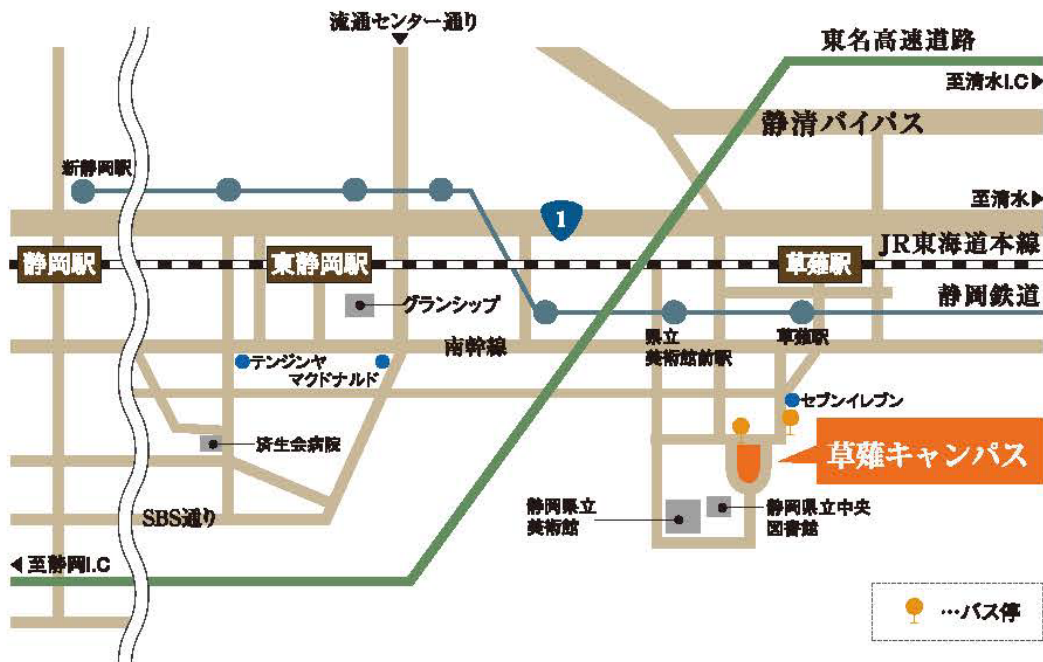 流通センター通り
東名高速道路
至清水I.C
静清バイパス
新静岡駅
至清水
1
JR東海道本線
静岡駅
東静岡駅
草薙駅
静岡鉄道
グランシップ
南幹線
県立
美術館前駅
草薙駅
テンジンヤ
マクドナルド
セブンイレブン
済生会病院
草薙キャンパス
静岡県立
美術館
静岡県立中央
図書館
SBS通り
至静岡I.C
…バス停